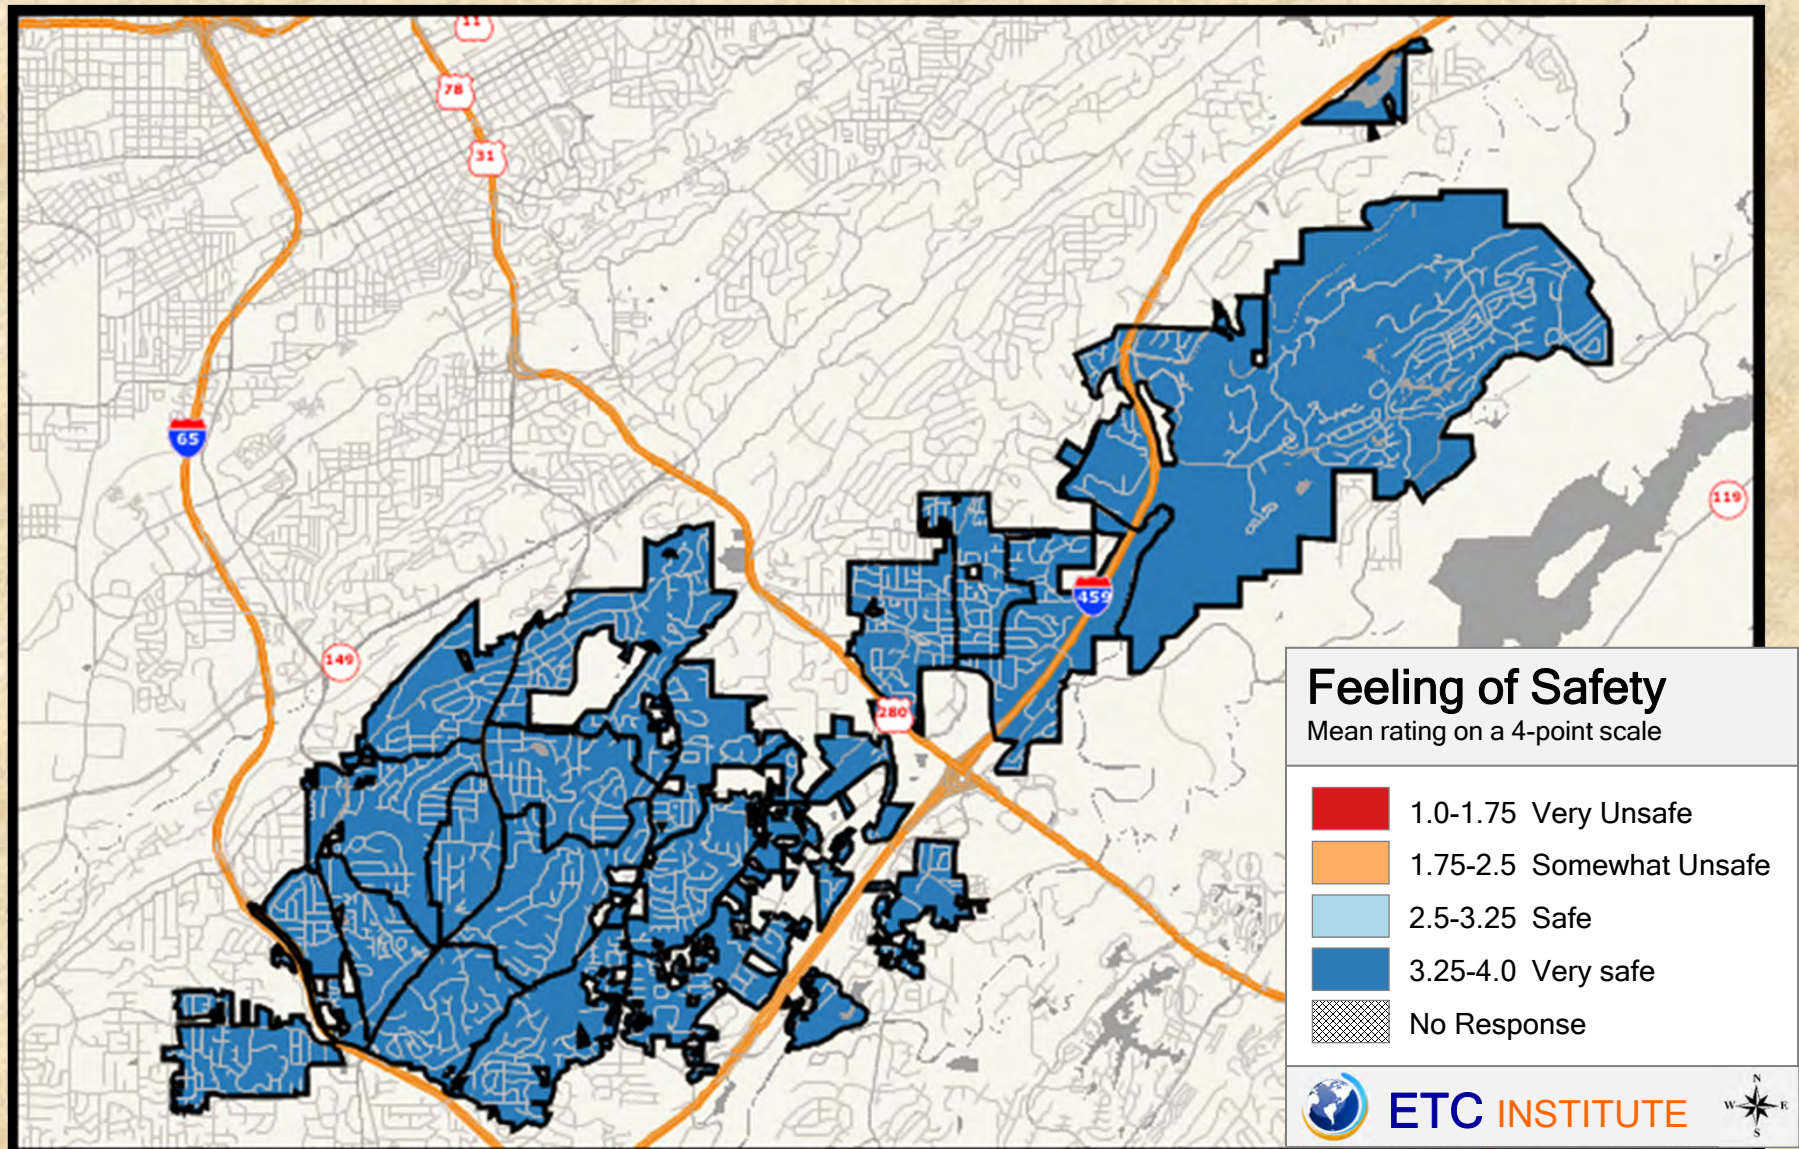 11
78
31
65
119
459
149
280
Feeling of Safety
Mean rating on a 4-point scale
1.0-1.75 Very Unsafe
1.75-2.5 Somewhat Unsafe
2.5-3.25 Safe
3.25-4.0 Very safe
No Response
ETC INSTITUTE
N
W E
S